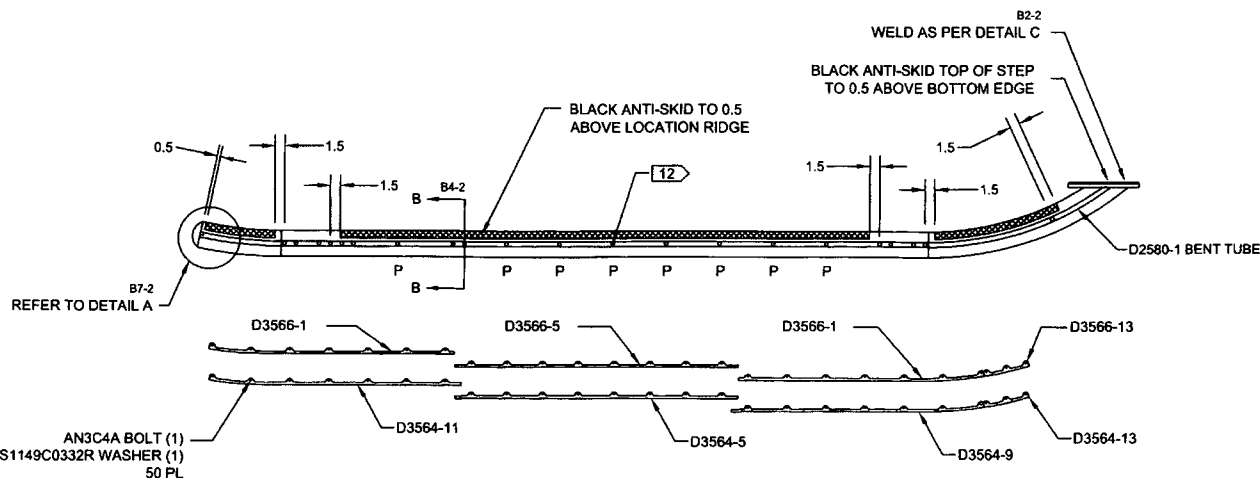 B2-2
WELD AS PER DETAIL C
BLACK ANTI-SKID TOP OF STEP
TO 0.5 ABOVE BOTTOM EDGE
BLACK ANTI-SKID TO 0.5
ABOVE LOCATION RIDGE
0.5
1.5
1.5
12
1.5
1.5
1.5
B
B4-2
D2580-1 BENT TUBE
P P P P P P P P
B
B7-2
REFER TO DETAIL A
D3566-1
D3566-5
D3566-1
D3566-13
D3564-11
D3564-5
D3564-9
D3564-13
AN3C4A BOLT (1)
S1149C0332R WASHER (1)
50 PL